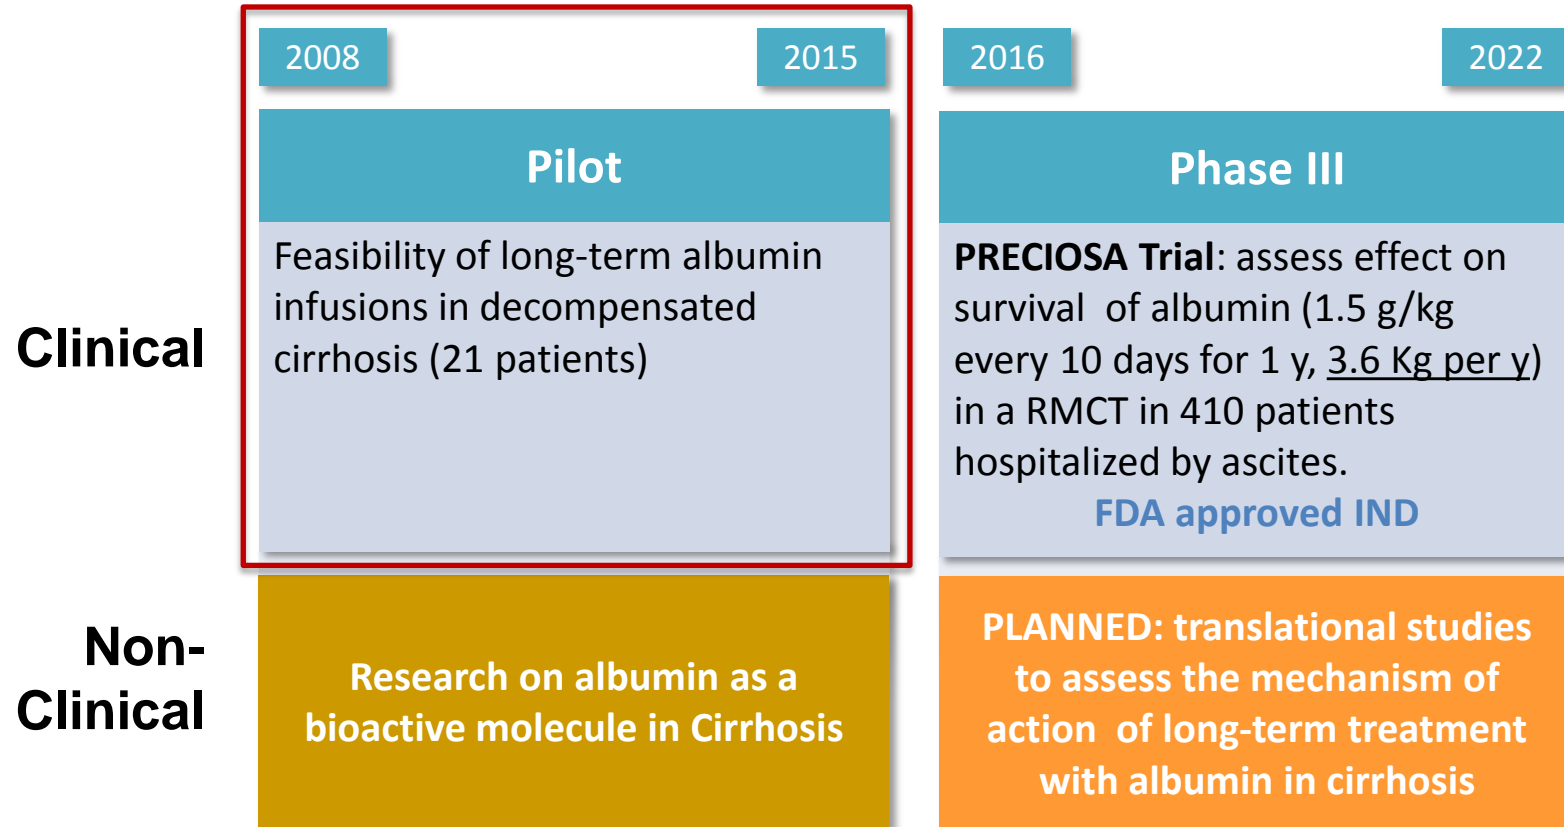 2008
2015
2016
2022
Pilot
Phase III
Clinical
Feasibility of long-term albumin
infusions in decompensated
cirrhosis (21 patients)
PRECIOSA Trial: assess effect on
survival of albumin (1.5 g/kg
every 10 days for 1 y, 3.6 Kg per y)
in a RMCT in 410 patients
hospitalized by ascites.
FDA approved IND
Non-
Clinical
Research on albumin as a
bioactive molecule in Cirrhosis
PLANNED: translational studies
to assess the mechanism of
action of long-term treatment
with albumin in cirrhosis